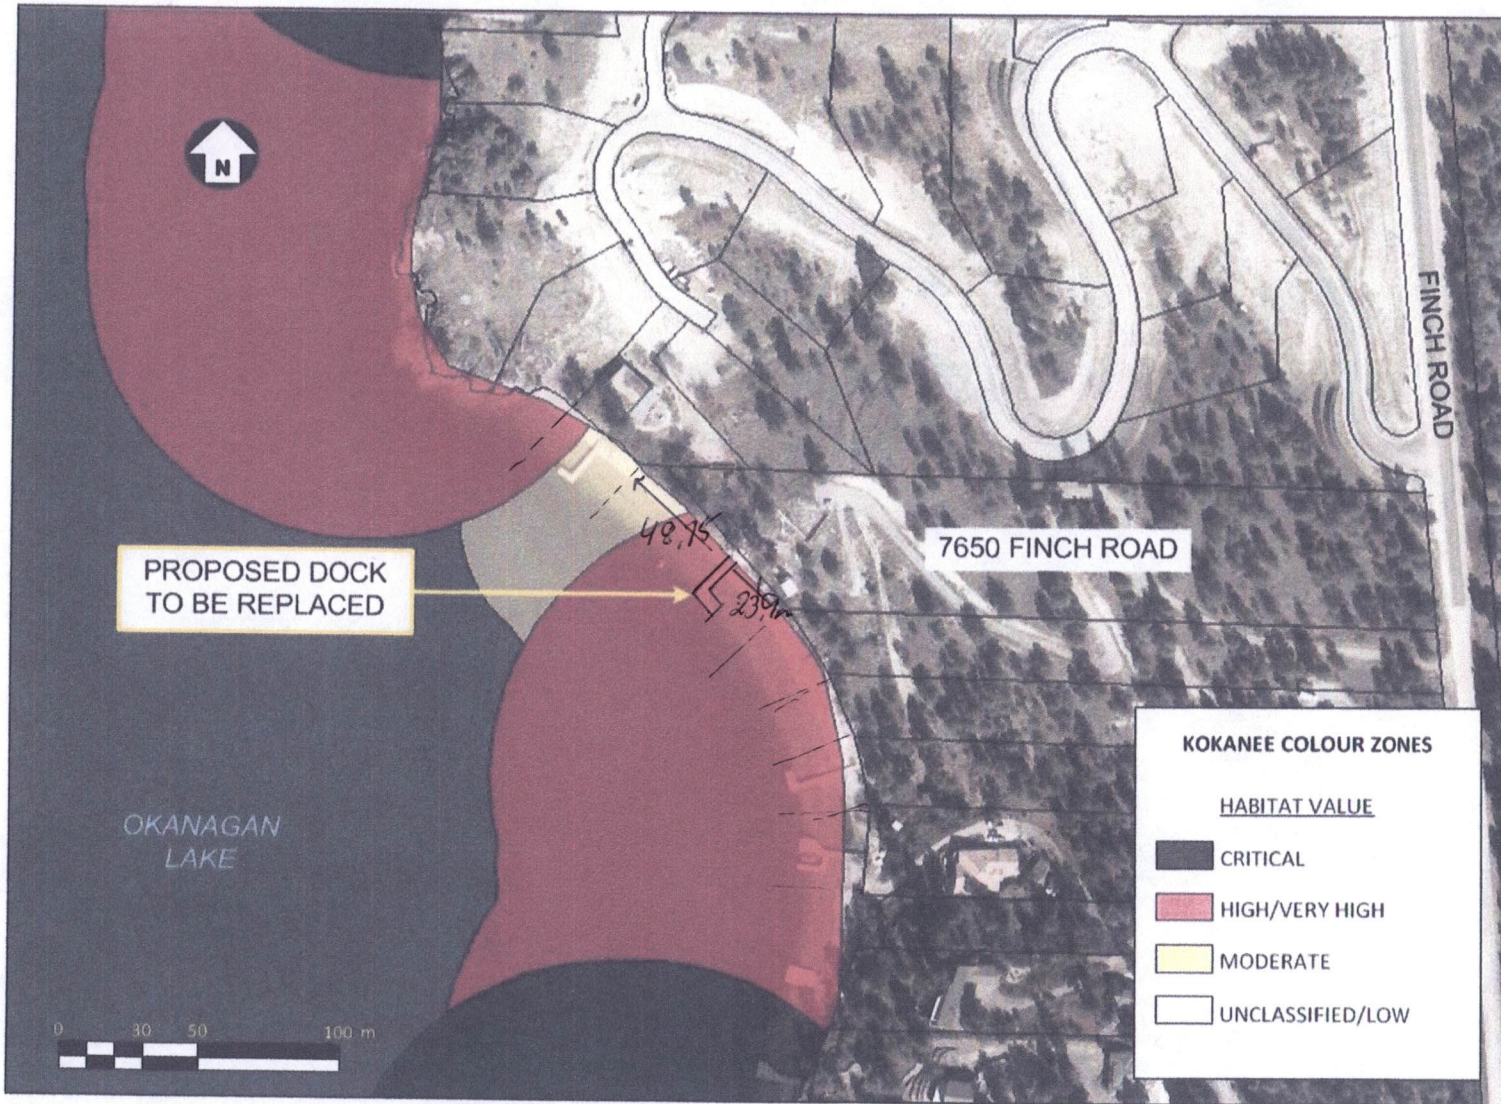 N
FINCH ROAD
48.75
7650 FINCH ROAD
PROPOSED DOCK
TO BE REPLACED
23.9m
KOKANEE COLOUR ZONES
HABITAT VALUE
CRITICAL
HIGH/VERY HIGH
MODERATE
UNCLASSIFIED/LOW
OKANAGAN
LAKE
0 30 50 100 m